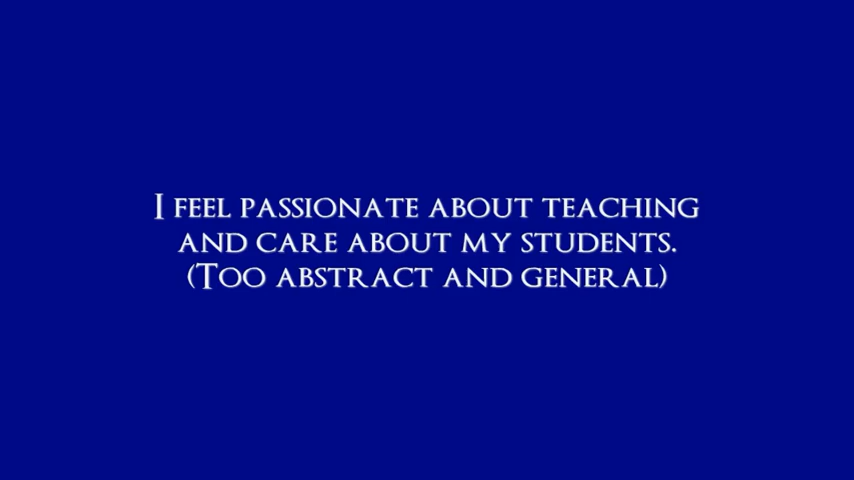 I feel passionate about teaching
and care about my students.
(Too abstract and general)